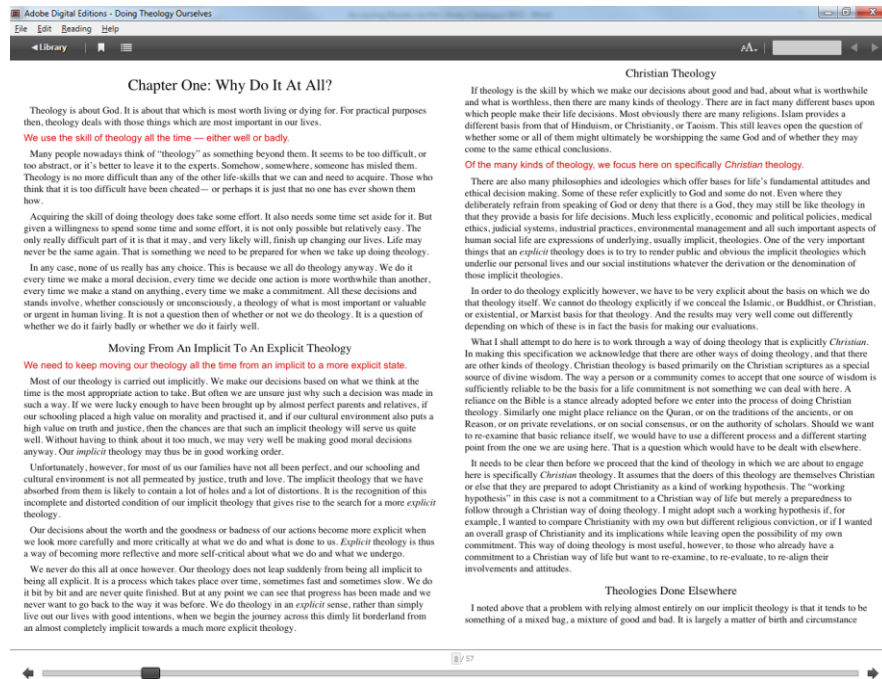 Adobe Digital Editions - Doing Theology Ourselves
File Edit Reading Help
Library
AA.
Chapter One: Why Do It At All?
Theology is about God. It is about that which is most worth living or dying for. For practical purposes
then, theology deals with those things which are most important in our lives.
We use the skill of theology all the time — either well or badly.
Many people nowadays think of “theology” as something beyond them. It seems to be too difficult, or
too abstract, or it’s better to leave it to the experts. Somehow, somewhere, someone has misled them.
Theology is no more difficult than any of the other life-skills that we can and need to acquire. Those who
think that it is too difficult have been cheated— or perhaps it is just that no one has ever shown them
how.
Acquiring the skill of doing theology does take some effort. It also needs some time set aside for it. But
given a willingness to spend some time and some effort, it is not only possible but relatively easy. The
only really difficult part of it is that it may, and very likely will, finish up changing our lives. Life may
never be the same again. That is something we need to be prepared for when we take up doing theology.
In any case, none of us really has any choice. This is because we all do theology anyway. We do it
every time we make a moral decision, every time we decide one action is more worthwhile than another,
every time we take a stand on anything, every time we make a commitment. All these decisions and
stands involve, whether consciously or unconsciously, a theology of what is most important or valuable
or urgent in human living. It is not a question then of whether or not we do theology. It is a question of
whether we do it fairly badly or whether we do it fairly well.
Moving From An Implicit To An Explicit Theology
We need to keep moving our theology all the time from an implicit to a more explicit state.
Most of our theology is carried out implicitly. We make our decisions based on what we think at the
time is the most appropriate action to take. But often we are unsure just why such a decision was made in
such a way. If we were lucky enough to have been brought up by almost perfect parents and relatives, if
our schooling placed a high value on morality and practised it, and if our cultural environment also puts a
high value on truth and justice, then the chances are that such an implicit theology will serve us quite
well. Without having to think about it too much, we may very well be making good moral decisions
anyway. Our implicit theology may thus be in good working order.
Unfortunately, however, for most of us our families have not all been perfect, and our schooling and
cultural environment is not all permeated by justice, truth and love. The implicit theology that we have
absorbed from them is likely to contain a lot of holes and a lot of distortions. It is the recognition of this
incomplete and distorted condition of our implicit theology that gives rise to the search for a more explicit
theology.
Our decisions about the worth and the goodness or badness of our actions become more explicit when
we look more carefully and more critically at what we do and what is done to us. Explicit theology is thus
a way of becoming more reflective and more self-critical about what we do and what we undergo.
We never do this all at once however. Our theology does not leap suddenly from being all implicit to
being all explicit. It is a process which takes place over time, sometimes fast and sometimes slow. We do
it bit by bit and are never quite finished. But at any point we can see that progress has been made and we
never want to go back to the way it was before. We do theology in an explicit sense, rather than simply
live out our lives with good intentions, when we begin the journey across this dimly lit borderland from
an almost completely implicit towards a much more explicit theology.
Christian Theology
If theology is the skill by which we make our decisions about good and bad, about what is worthwhile
and what is worthless, then there are many kinds of theology. There are in fact many different bases upon
which people make their life decisions. Most obviously there are many religions. Islam provides a
different basis from that of Hinduism, or Christianity, or Taoism. This still leaves open the question of
whether some or all of them might ultimately be worshipping the same God and of whether they may
come to the same ethical conclusions.
Of the many kinds of theology, we focus here on specifically Christian theology.
There are also many philosophies and ideologies which offer bases for life’s fundamental attitudes and
ethical decision making. Some of these refer explicitly to God and some do not. Even where they
deliberately refrain from speaking of God or deny that there is a God, they may still be like theology in
that they provide a basis for life decisions. Much less explicitly, economic and political policies, medical
ethics, judicial systems, industrial practices, environmental management and all such important aspects of
human social life are expressions of underlying, usually implicit, theologies. One of the very important
things that an explicit theology does is to try to render public and obvious the implicit theologies which
underlie our personal lives and our social institutions whatever the derivation or the denomination of
those implicit theologies.
In order to do theology explicitly however, we have to be very explicit about the basis on which we do
that theology itself. We cannot do theology explicitly if we conceal the Islamic, or Buddhist, or Christian,
or existential, or Marxist basis for that theology. And the results may very well come out differently
depending on which of these is in fact the basis for making our evaluations.
What I shall attempt to do here is to work through a way of doing theology that is explicitly Christian.
In making this specification we acknowledge that there are other ways of doing theology, and that there
are other kinds of theology. Christian theology is based primarily on the Christian scriptures as a special
source of divine wisdom. The way a person or a community comes to accept that one source of wisdom is
sufficiently reliable to be the basis for a life commitment is not something we can deal with here. A
reliance on the Bible is a stance already adopted before we enter into the process of doing Christian
theology. Similarly one might place reliance on the Quran, or on the traditions of the ancients, or on
Reason, or on private revelations, or on social consensus, or on the authority of scholars. Should we want
to re-examine that basic reliance itself, we would have to use a different process and a different starting
point from the one we are using here. That is a question which would have to be dealt with elsewhere.
It needs to be clear then before we proceed that the kind of theology in which we are about to engage
here is specifically Christian theology. It assumes that the doers of this theology are themselves Christian
or else that they are prepared to adopt Christianity as a kind of working hypothesis. The “working
hypothesis” in this case is not a commitment to a Christian way of life but merely a preparedness to
follow through a Christian way of doing theology. I might adopt such a working hypothesis if, for
example, I wanted to compare Christianity with my own but different religious conviction, or if I wanted
an overall grasp of Christianity and its implications while leaving open the possibility of my own
commitment. This way of doing theology is most useful, however, to those who already have a
commitment to a Christian way of life but want to re-examine, to re-evaluate, to re-align their
involvements and attitudes.
Theologies Done Elsewhere
I noted above that a problem with relying almost entirely on our implicit theology is that it tends to be
something of a mixed bag, a mixture of good and bad. It is largely a matter of birth and circumstance
8 / 57